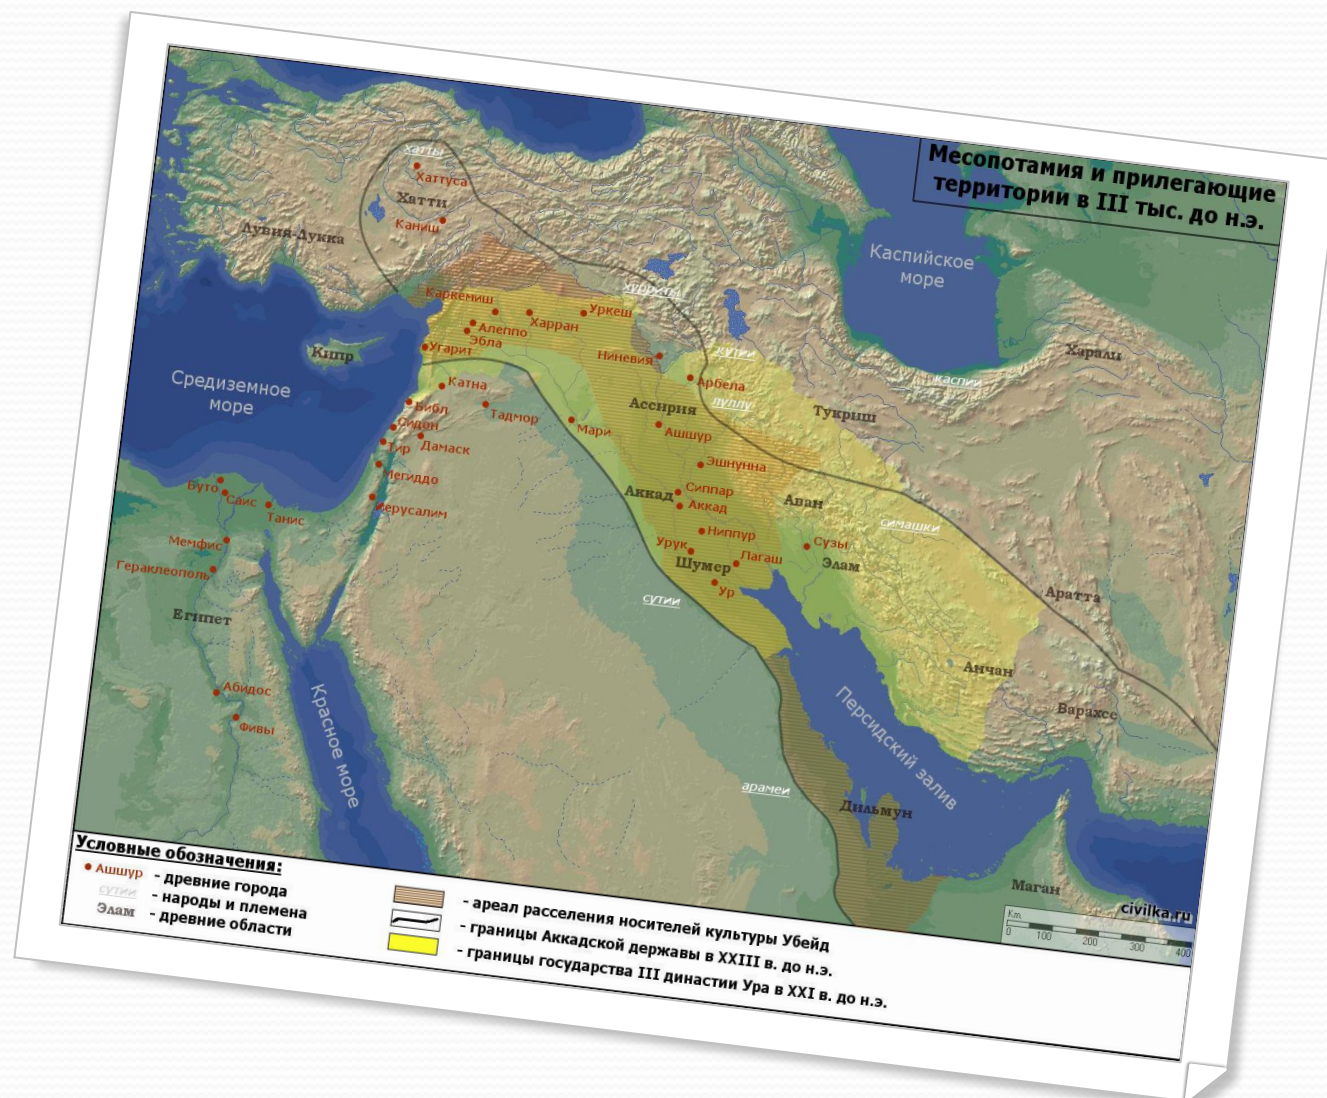 Месопотамия и прилегающие
территории в III тыс. до н.э.
хатты
Хаттуса
Хатти
Каниш
Лувия-Лукка
Каспийское
море
хурриты
Каркемиш
Харран
Уркеш
Алеппо
Эбла
Угарит
Кипр
Ниневия
кутии
Харали
каспии
Средиземное
море
Катна
Арбела
луллу
Библ
Тадмор
Ассирия
Тукриш
Сидон
Мари
Ашшур
Тир
Дамаск
Мегиддо
Эшнунна
Буто
Саис
Танис
Иерусалим
Аккад
Сиппар
Аккад
Аван
симашки
Мемфис
Ниппур
Урук
Сузы
Гераклеополь
Шумер
Лагаш
Элам
Ур
сутии
Аратта
Египет
Анчан
Абидос
Фивы
Красное море
Персидский залив
Варахсе
арамеи
Дильмун
Маган
civilka.ru
Km.
0 100 200 300 400
Условные обозначения:
Ашшур - древние города
сутии - народы и племена
Элам - древние области
- ареал расселения носителей культуры Убейд
- границы Аккадской державы в XXIII в. до н.э.
- границы государства III династии Ура в XXI в. до н.э.